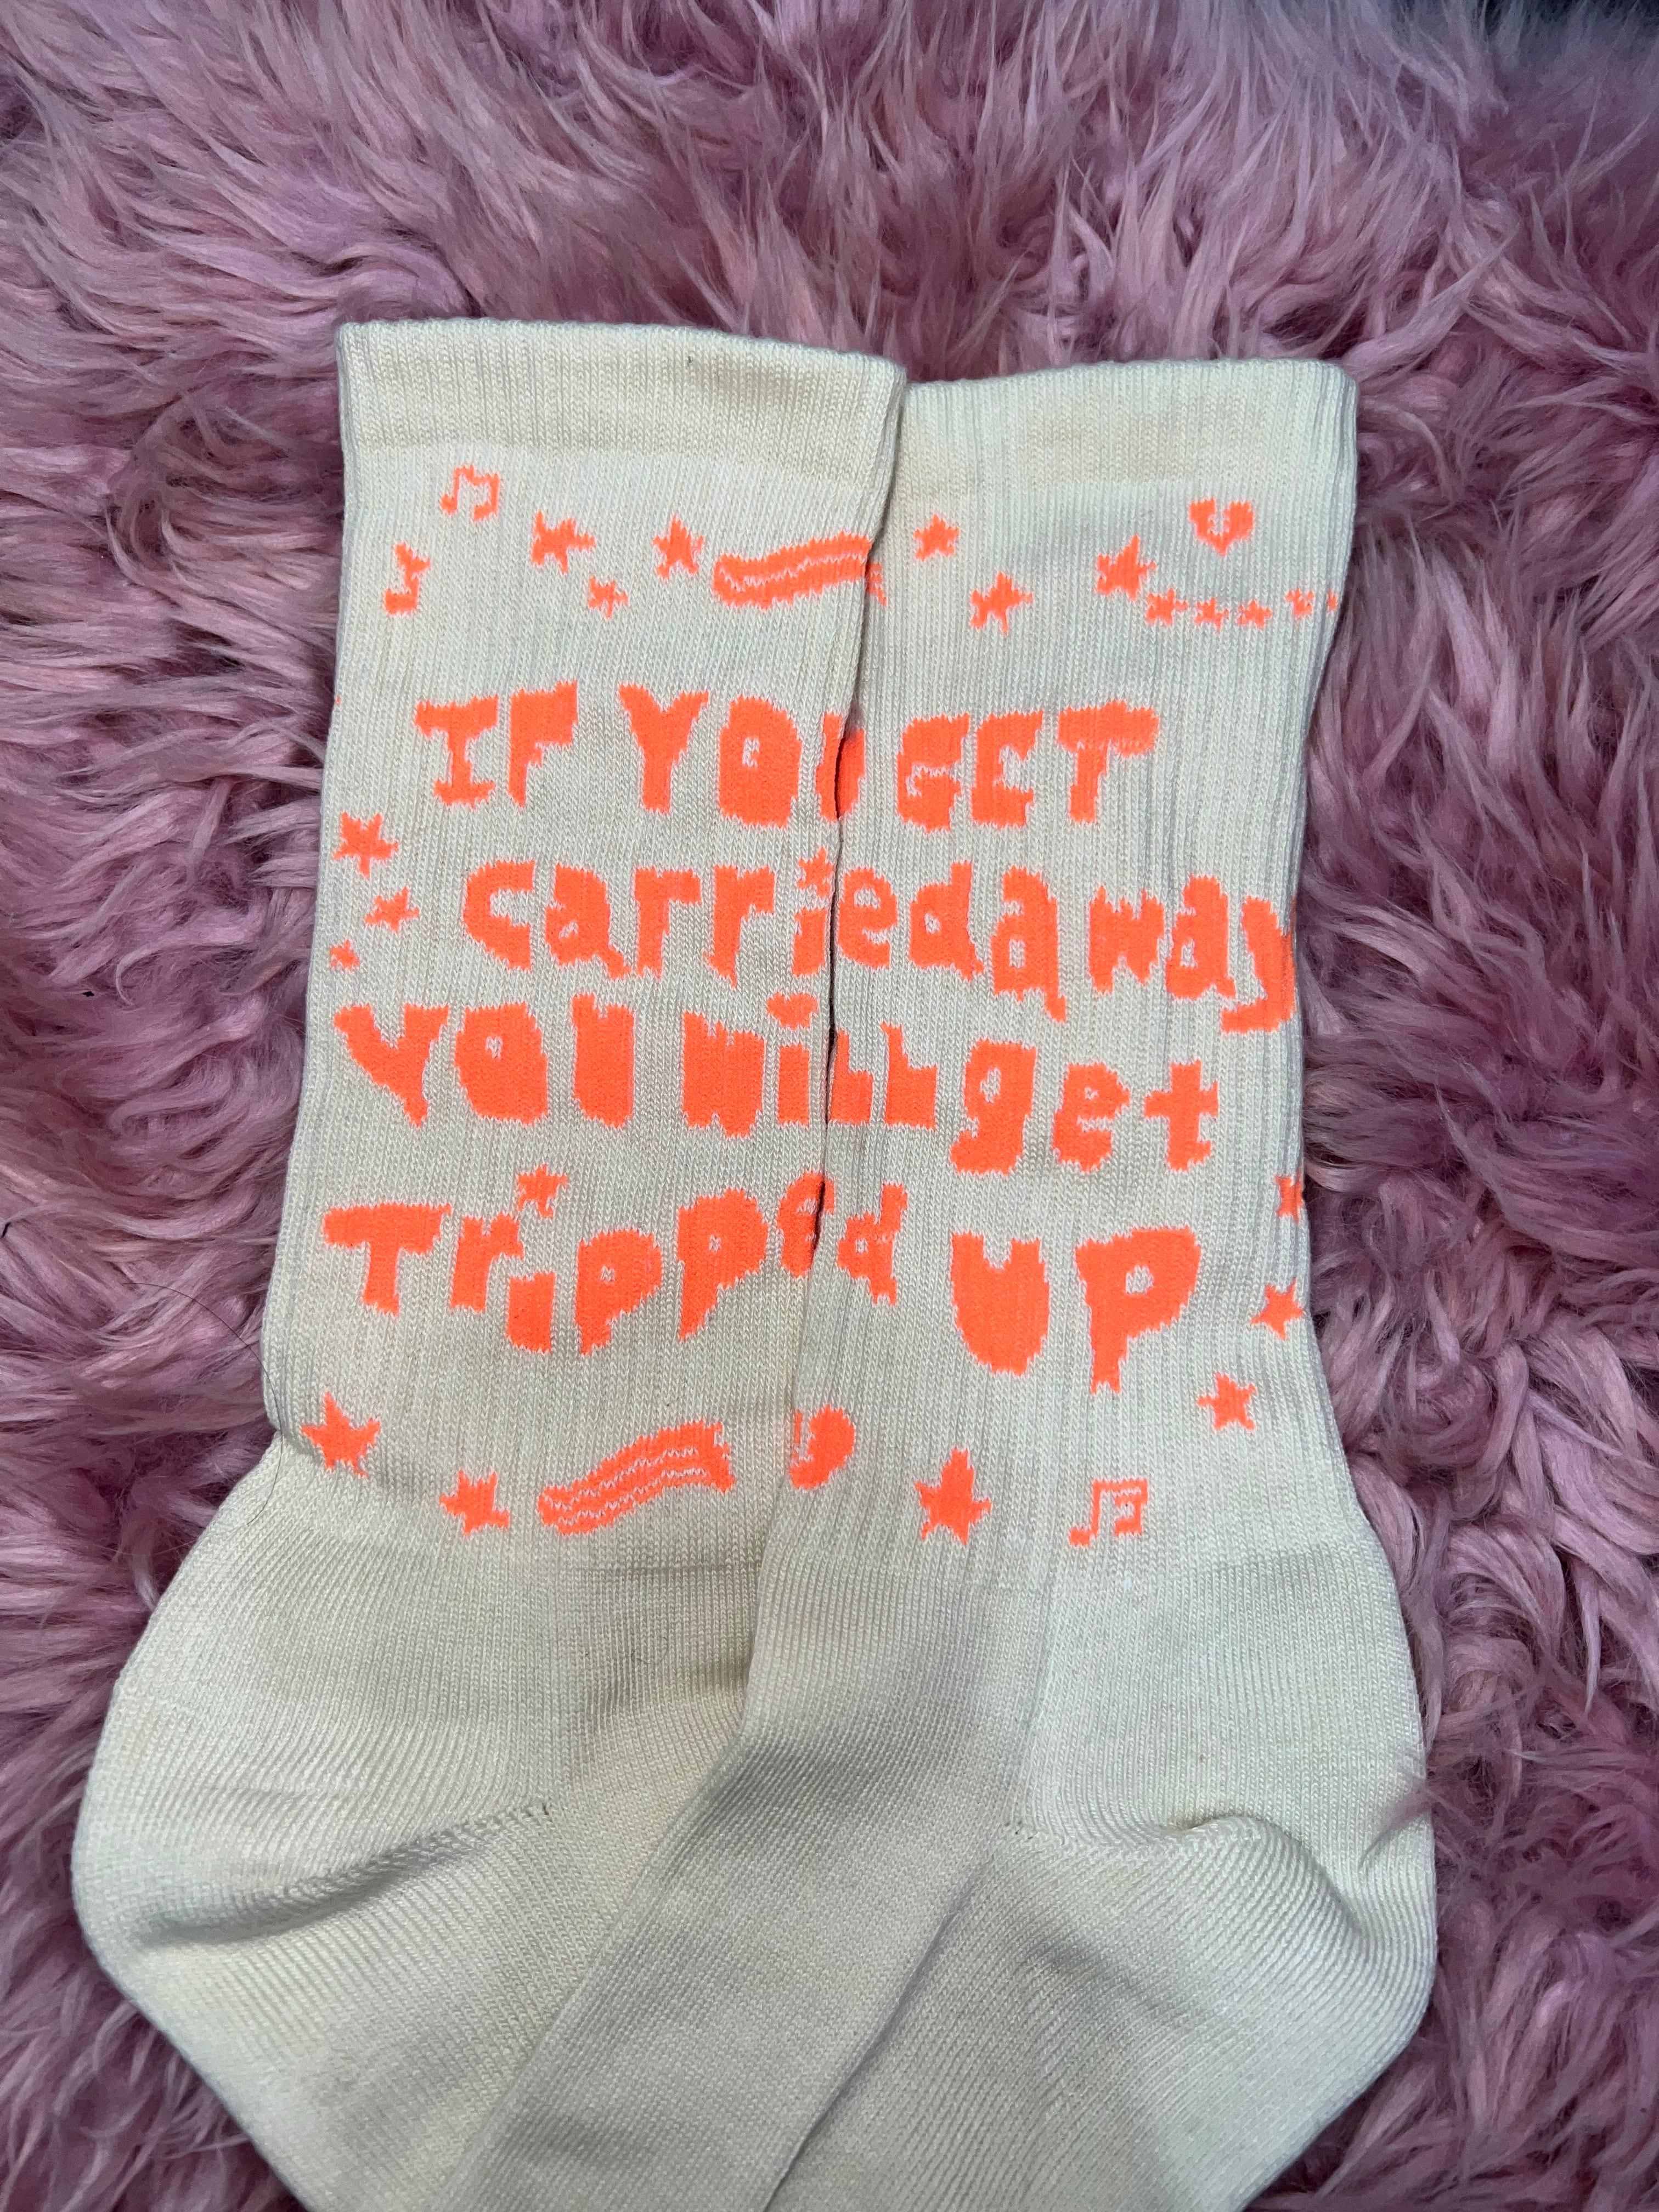 IF YOU GET
carried away
YOU will get
Tripped UP